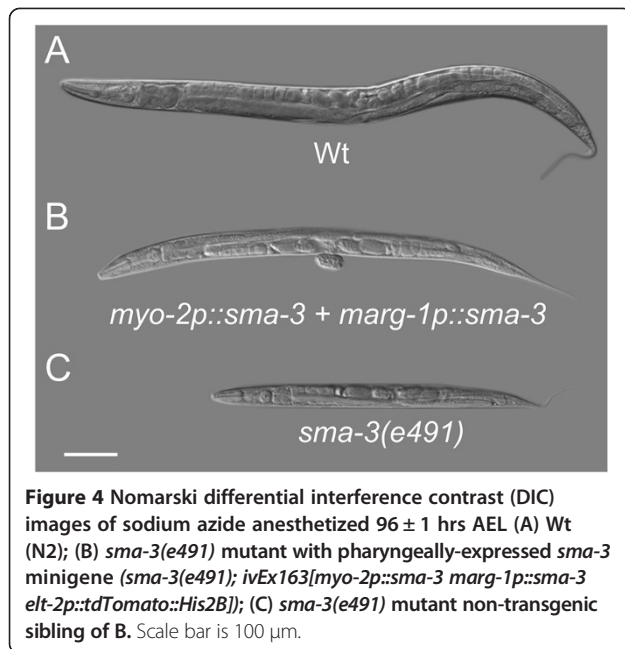 A
Wt
B
myo-2p::sma-3 + marg-1p::sma-3
C
sma-3(e491)
Figure 4 Nomarski differential interference contrast (DIC)
images of sodium azide anesthetized 96 ± 1 hrs AEL (A) Wt
(N2); (B) sma-3(e491) mutant with pharyngeally-expressed sma-3
minigene (sma-3(e491); ivEx163[myo-2p::sma-3 marg-1p::sma-3
elt-2p::tdTomato::His2B]); (C) sma-3(e491) mutant non-transgenic
sibling of B. Scale bar is 100 μm.